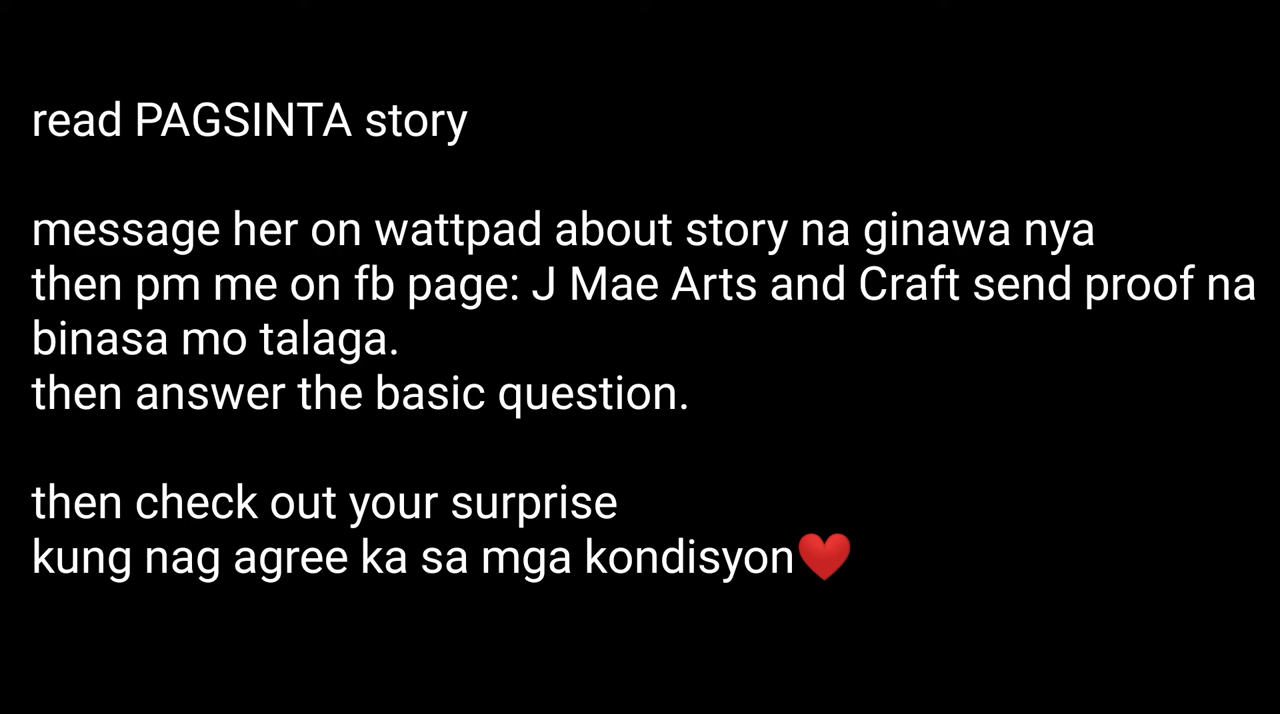 read PAGSINTA story
message her on wattpad about story na ginawa nya
then pm me on fb page: J Mae Arts and Craft send proof na
binasa mo talaga.
then answer the basic question.
then check out your surprise
kung nag agree ka sa mga kondisyon❤️